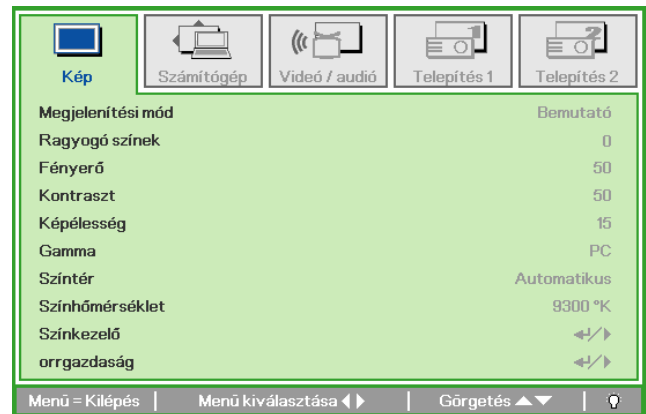 Kép Számítógép Videó / audió Telepítés 1 Telepítés 2
Megjelenítési mód Bemutató
Ragyogó színek 0
Fényerő 50
Kontraszt 50
Képélesség 15
Gamma PC
Színtér Automatikus
Színhőmérséklet 9300 °K
Színkezelő
orrgazdaság
Menü = Kilépés Menü kiválasztása Görgetés